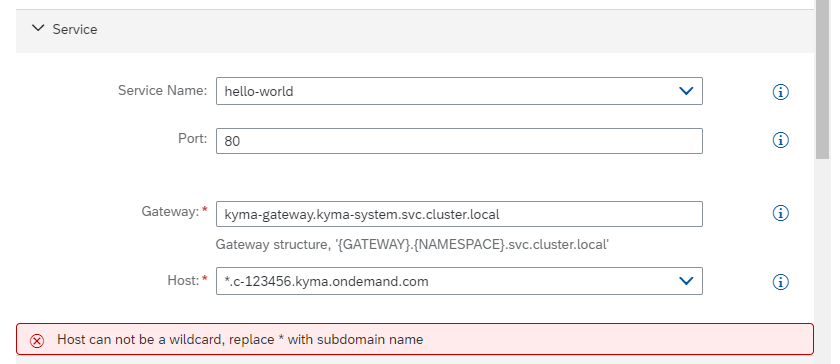 Service
Service Name: hello-world
Port: 80
Gateway: * kyma-gateway.kyma-system.svc.cluster.local
Gateway structure, '{GATEWAY}.{NAMESPACE}.svc.cluster.local'
Host: * *.c-123456.kyma.ondemand.com
Host can not be a wildcard, replace * with subdomain name